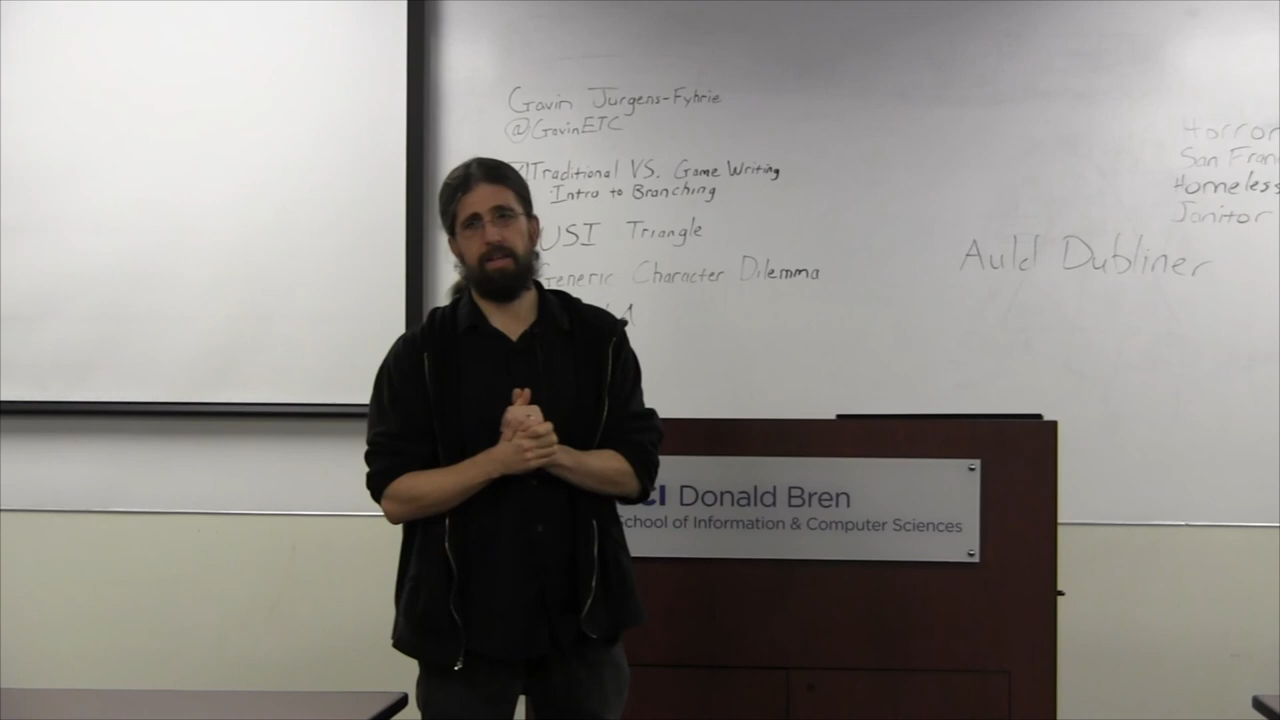 Gavin Jurgens-Fyhrie
@GavinETC
Traditional VS. Game Writing
·Intro to Branching
USI Triangle
Generic Character Dilemma
Horror
San Fran
Homeless
Janitor
Auld Dubliner
CI Donald Bren
School of Information & Computer Sciences